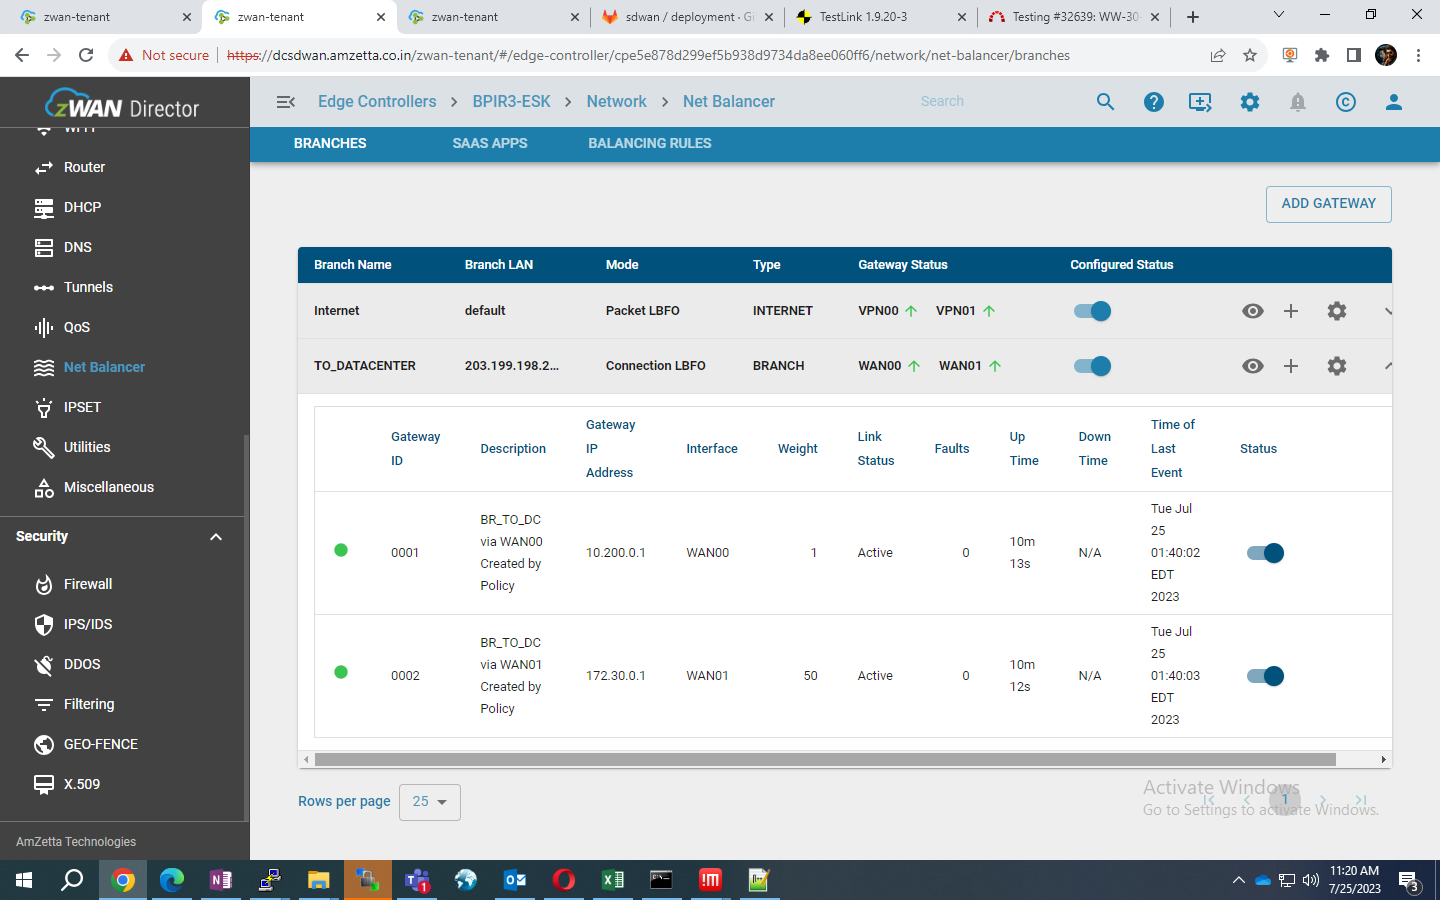 zwan-tenant
zwan-tenant
zwan-tenant
sdwan / deployment · Gi
TestLink 1.9.20-3
Testing #32639: WW-30-
Not secure
https://dcsdwan.amzetta.co.in/zwan-tenant/#/edge-controller/cpe5e878d299ef5b938d9734da8ee060ff6/network/net-balancer/branches
zWAN Director
Edge Controllers
BPIR3-ESK
Network
Net Balancer
Search
BRANCHES
SAAS APPS
BALANCING RULES
Router
DHCP
DNS
Tunnels
QoS
Net Balancer
IPSET
Utilities
Miscellaneous
Security
Firewall
IPS/IDS
DDOS
Filtering
GEO-FENCE
X.509
AmZetta Technologies
ADD GATEWAY
Branch Name Branch LAN Mode Type Gateway Status Configured Status
Internet default Packet LBFO INTERNET VPN00 VPN01
TO_DATACENTER 203.199.198.2... Connection LBFO BRANCH WAN00 WAN01
Gateway ID
Description
Gateway IP Address
Interface
Weight
Link Status
Faults
Up Time
Down Time
Time of Last Event
Status
0001
BR_TO_DC
via WAN00
Created by
Policy
10.200.0.1
WAN00
1
Active
0
10m
13s
N/A
Tue Jul
25
01:40:02
EDT
2023
0002
BR_TO_DC
via WAN01
Created by
Policy
172.30.0.1
WAN01
50
Active
0
10m
12s
N/A
Tue Jul
25
01:40:03
EDT
2023
Rows per page
25
1
Activate Windows
Go to Settings to activate Windows.
11:20 AM
7/25/2023
3